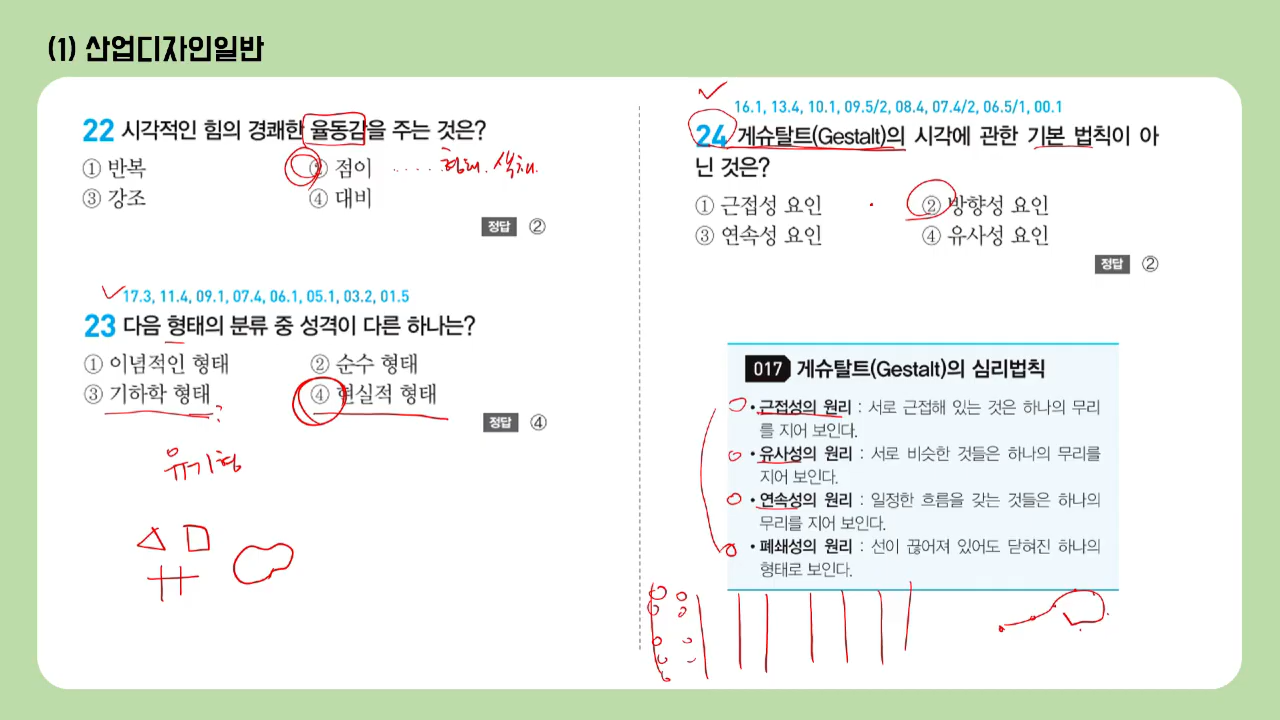 (1) 산업디자인일반
22 시각적인 힘의 경쾌한 율동감을 주는 것은?
① 반복
② 점이 ..... 형태. 색채.
③ 강조
④ 대비
정답 ②
17.3, 11.4, 09.1, 07.4, 06.1, 05.1, 03.2, 01.5
23 다음 형태의 분류 중 성격이 다른 하나는?
① 이념적인 형태
② 순수 형태
③ 기하학 형태
④ 현실적 형태
?
정답 ④
유기형
16.1, 13.4, 10.1, 09.5/2, 08.4, 07.4/2, 06.5/1, 00.1
24 게슈탈트(Gestalt)의 시각에 관한 기본 법칙이 아
닌 것은?
① 근접성 요인
② 방향성 요인
③ 연속성 요인
④ 유사성 요인
정답 ②
017 게슈탈트(Gestalt)의 심리법칙
• 근접성의 원리 : 서로 근접해 있는 것은 하나의 무리
를 지어 보인다.
• 유사성의 원리 : 서로 비슷한 것들은 하나의 무리를
지어 보인다.
• 연속성의 원리 : 일정한 흐름을 갖는 것들은 하나의
무리를 지어 보인다.
• 폐쇄성의 원리 : 선이 끊어져 있어도 닫혀진 하나의
형태로 보인다.